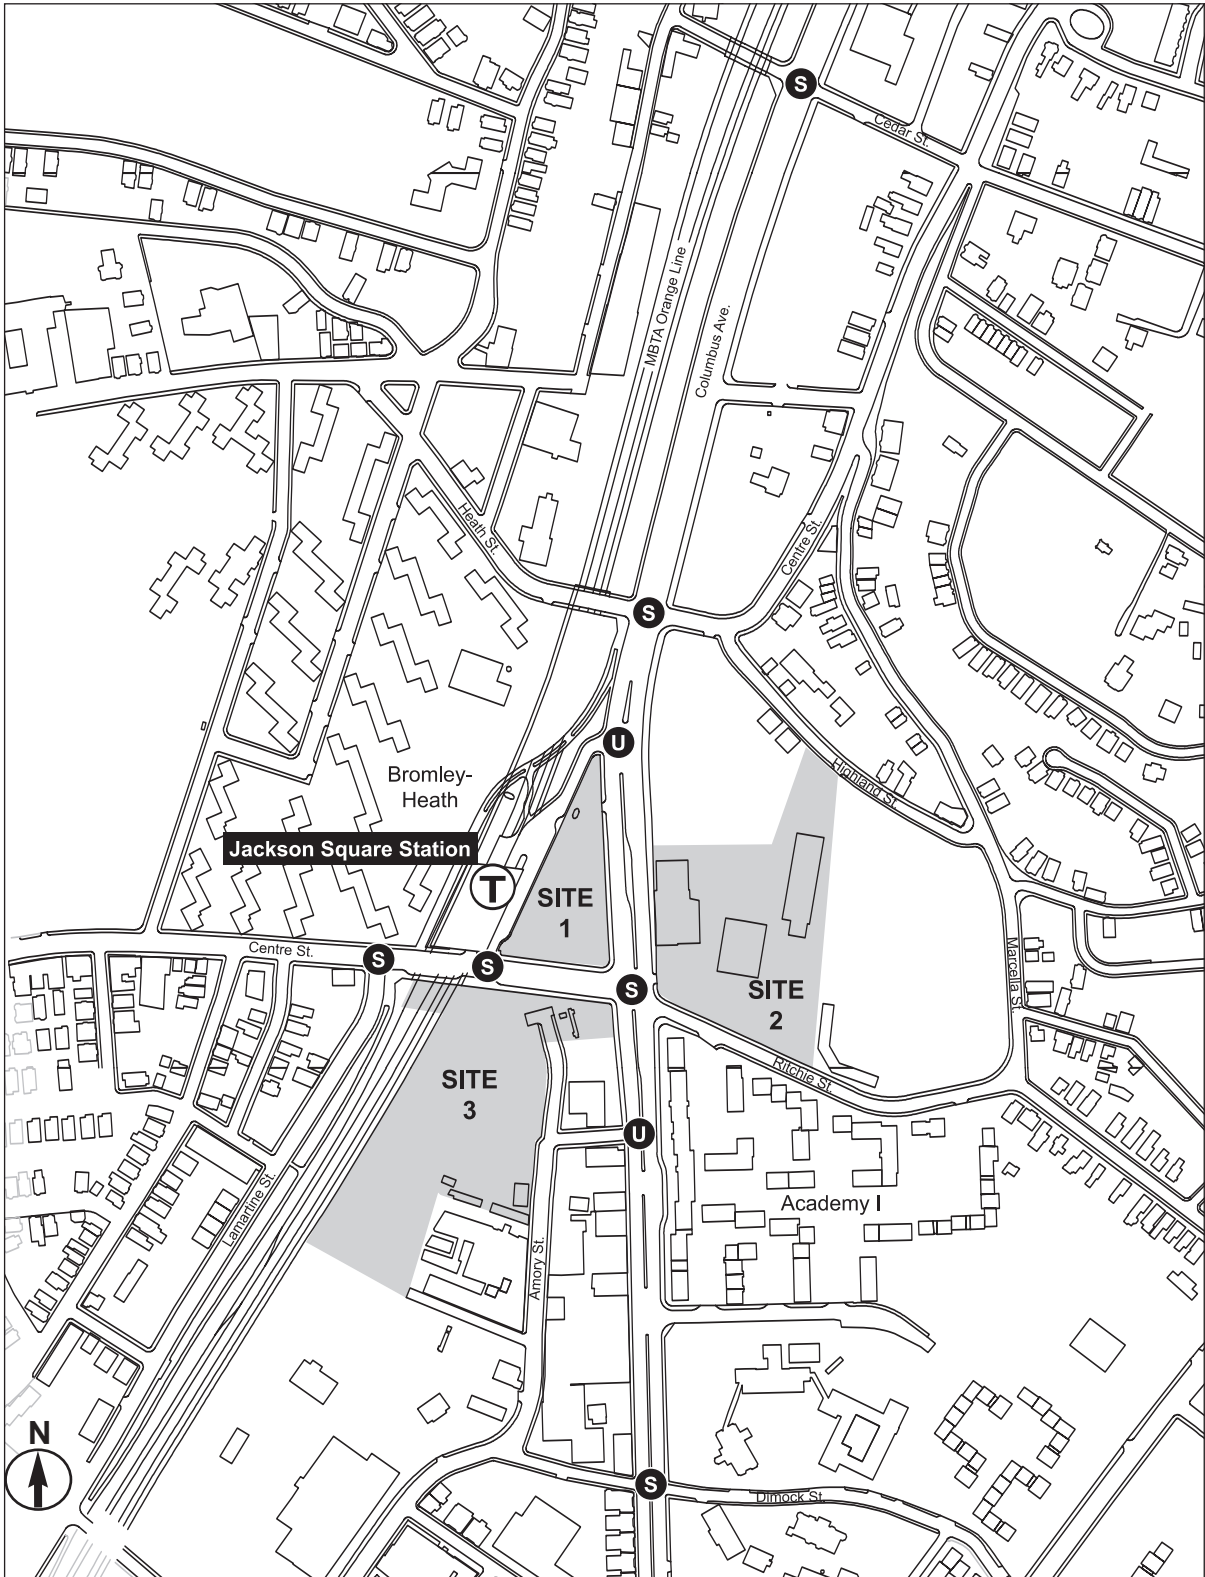 S
Cedar St.
MBTA Orange Line
Columbus Ave.
Heath St.
Centre St.
S
U
Bromley-
Heath
Highland St.
Jackson Square Station
T
SITE
1
Centre St.
S
S
S
SITE
2
Marcella St.
SITE
3
Ritchie St.
U
Lamartine St.
Academy I
Amory St.
N
S
Dimock St.